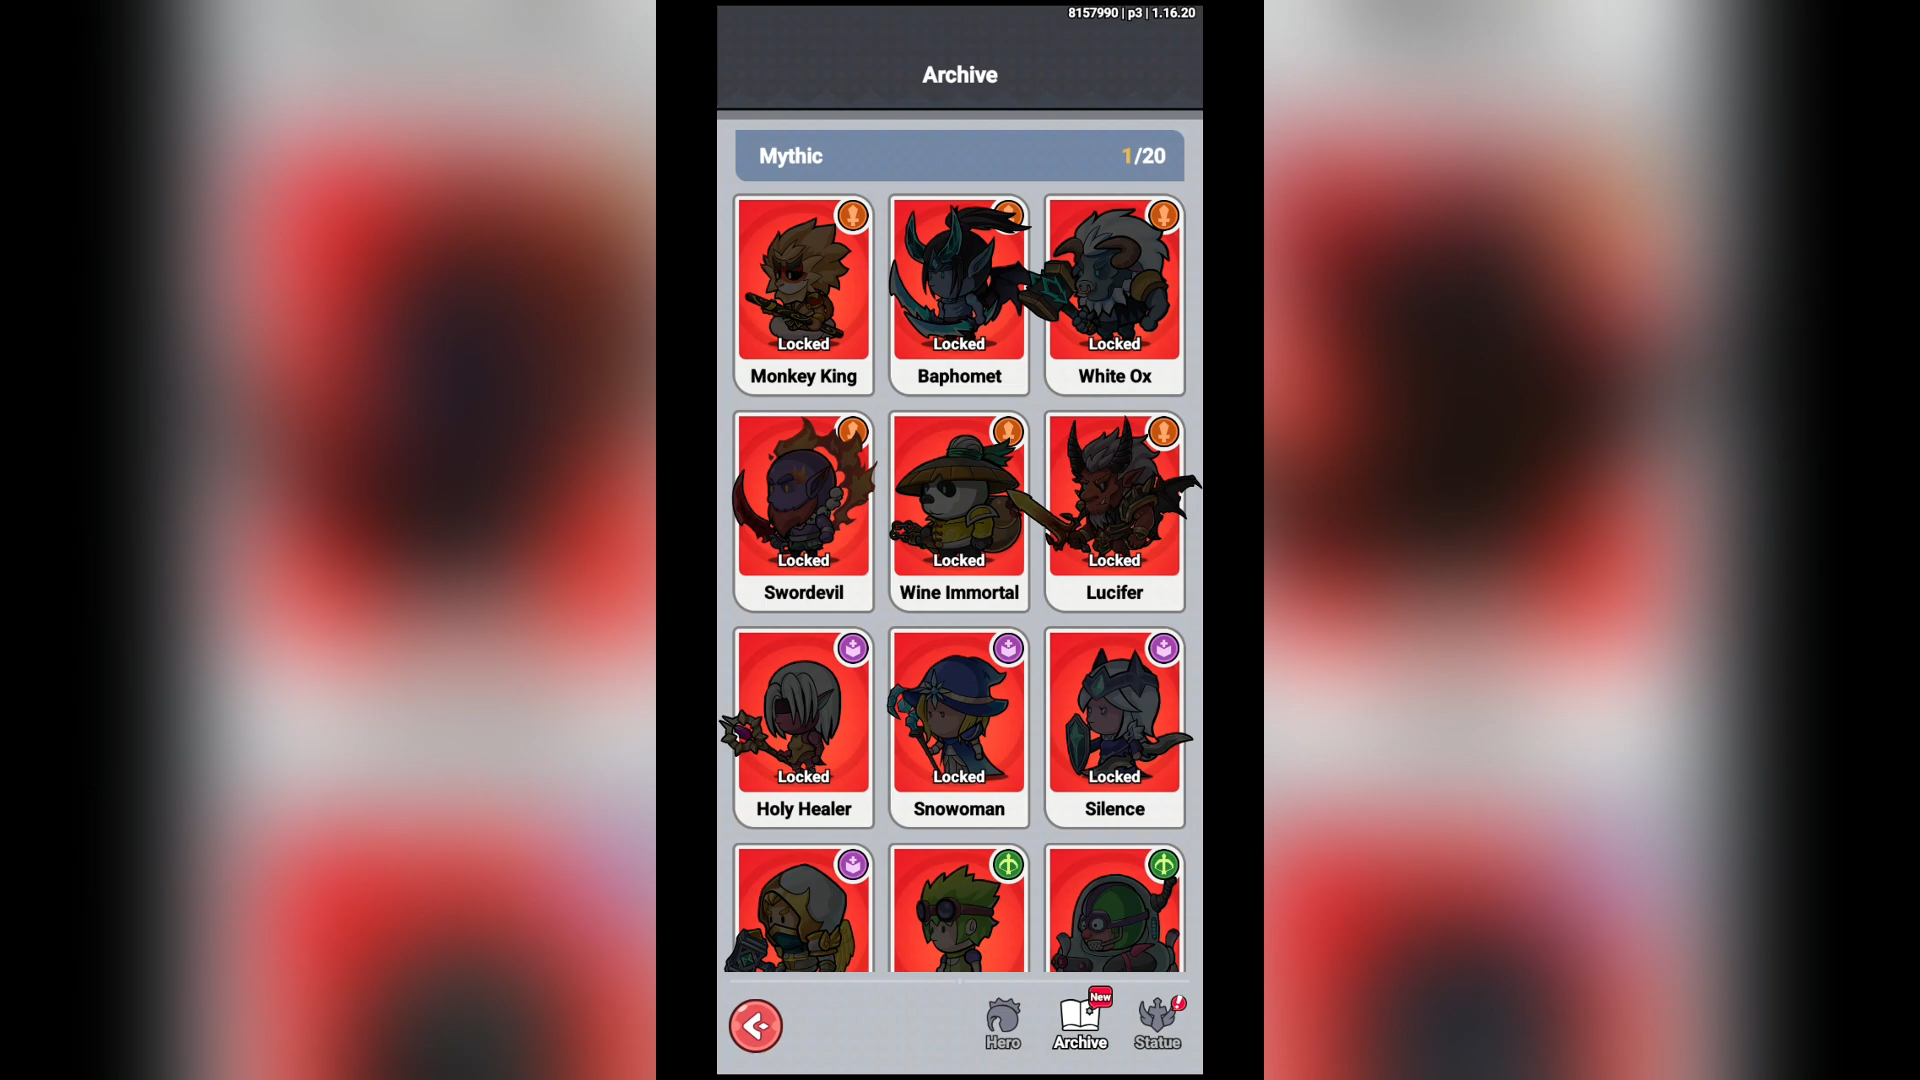 8157990 | p3 | 1.16.20
Archive
Mythic 1/20
Locked Locked Locked
Monkey King Baphomet White Ox
Locked Locked Locked
Swordevil Wine Immortal Lucifer
Locked Locked Locked
Holy Healer Snowoman Silence
New
Hero Archive Statue